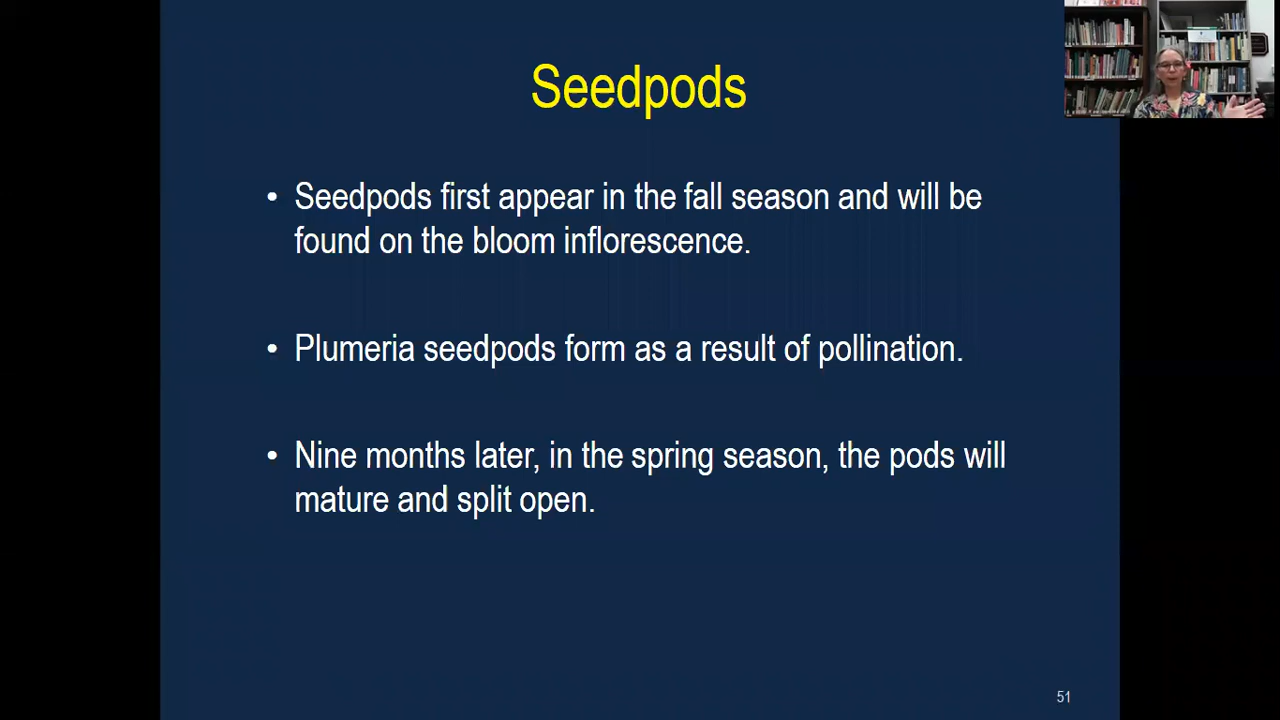 Seedpods
• Seedpods first appear in the fall season and will be
found on the bloom inflorescence.
• Plumeria seedpods form as a result of pollination.
• Nine months later, in the spring season, the pods will
mature and split open.
51